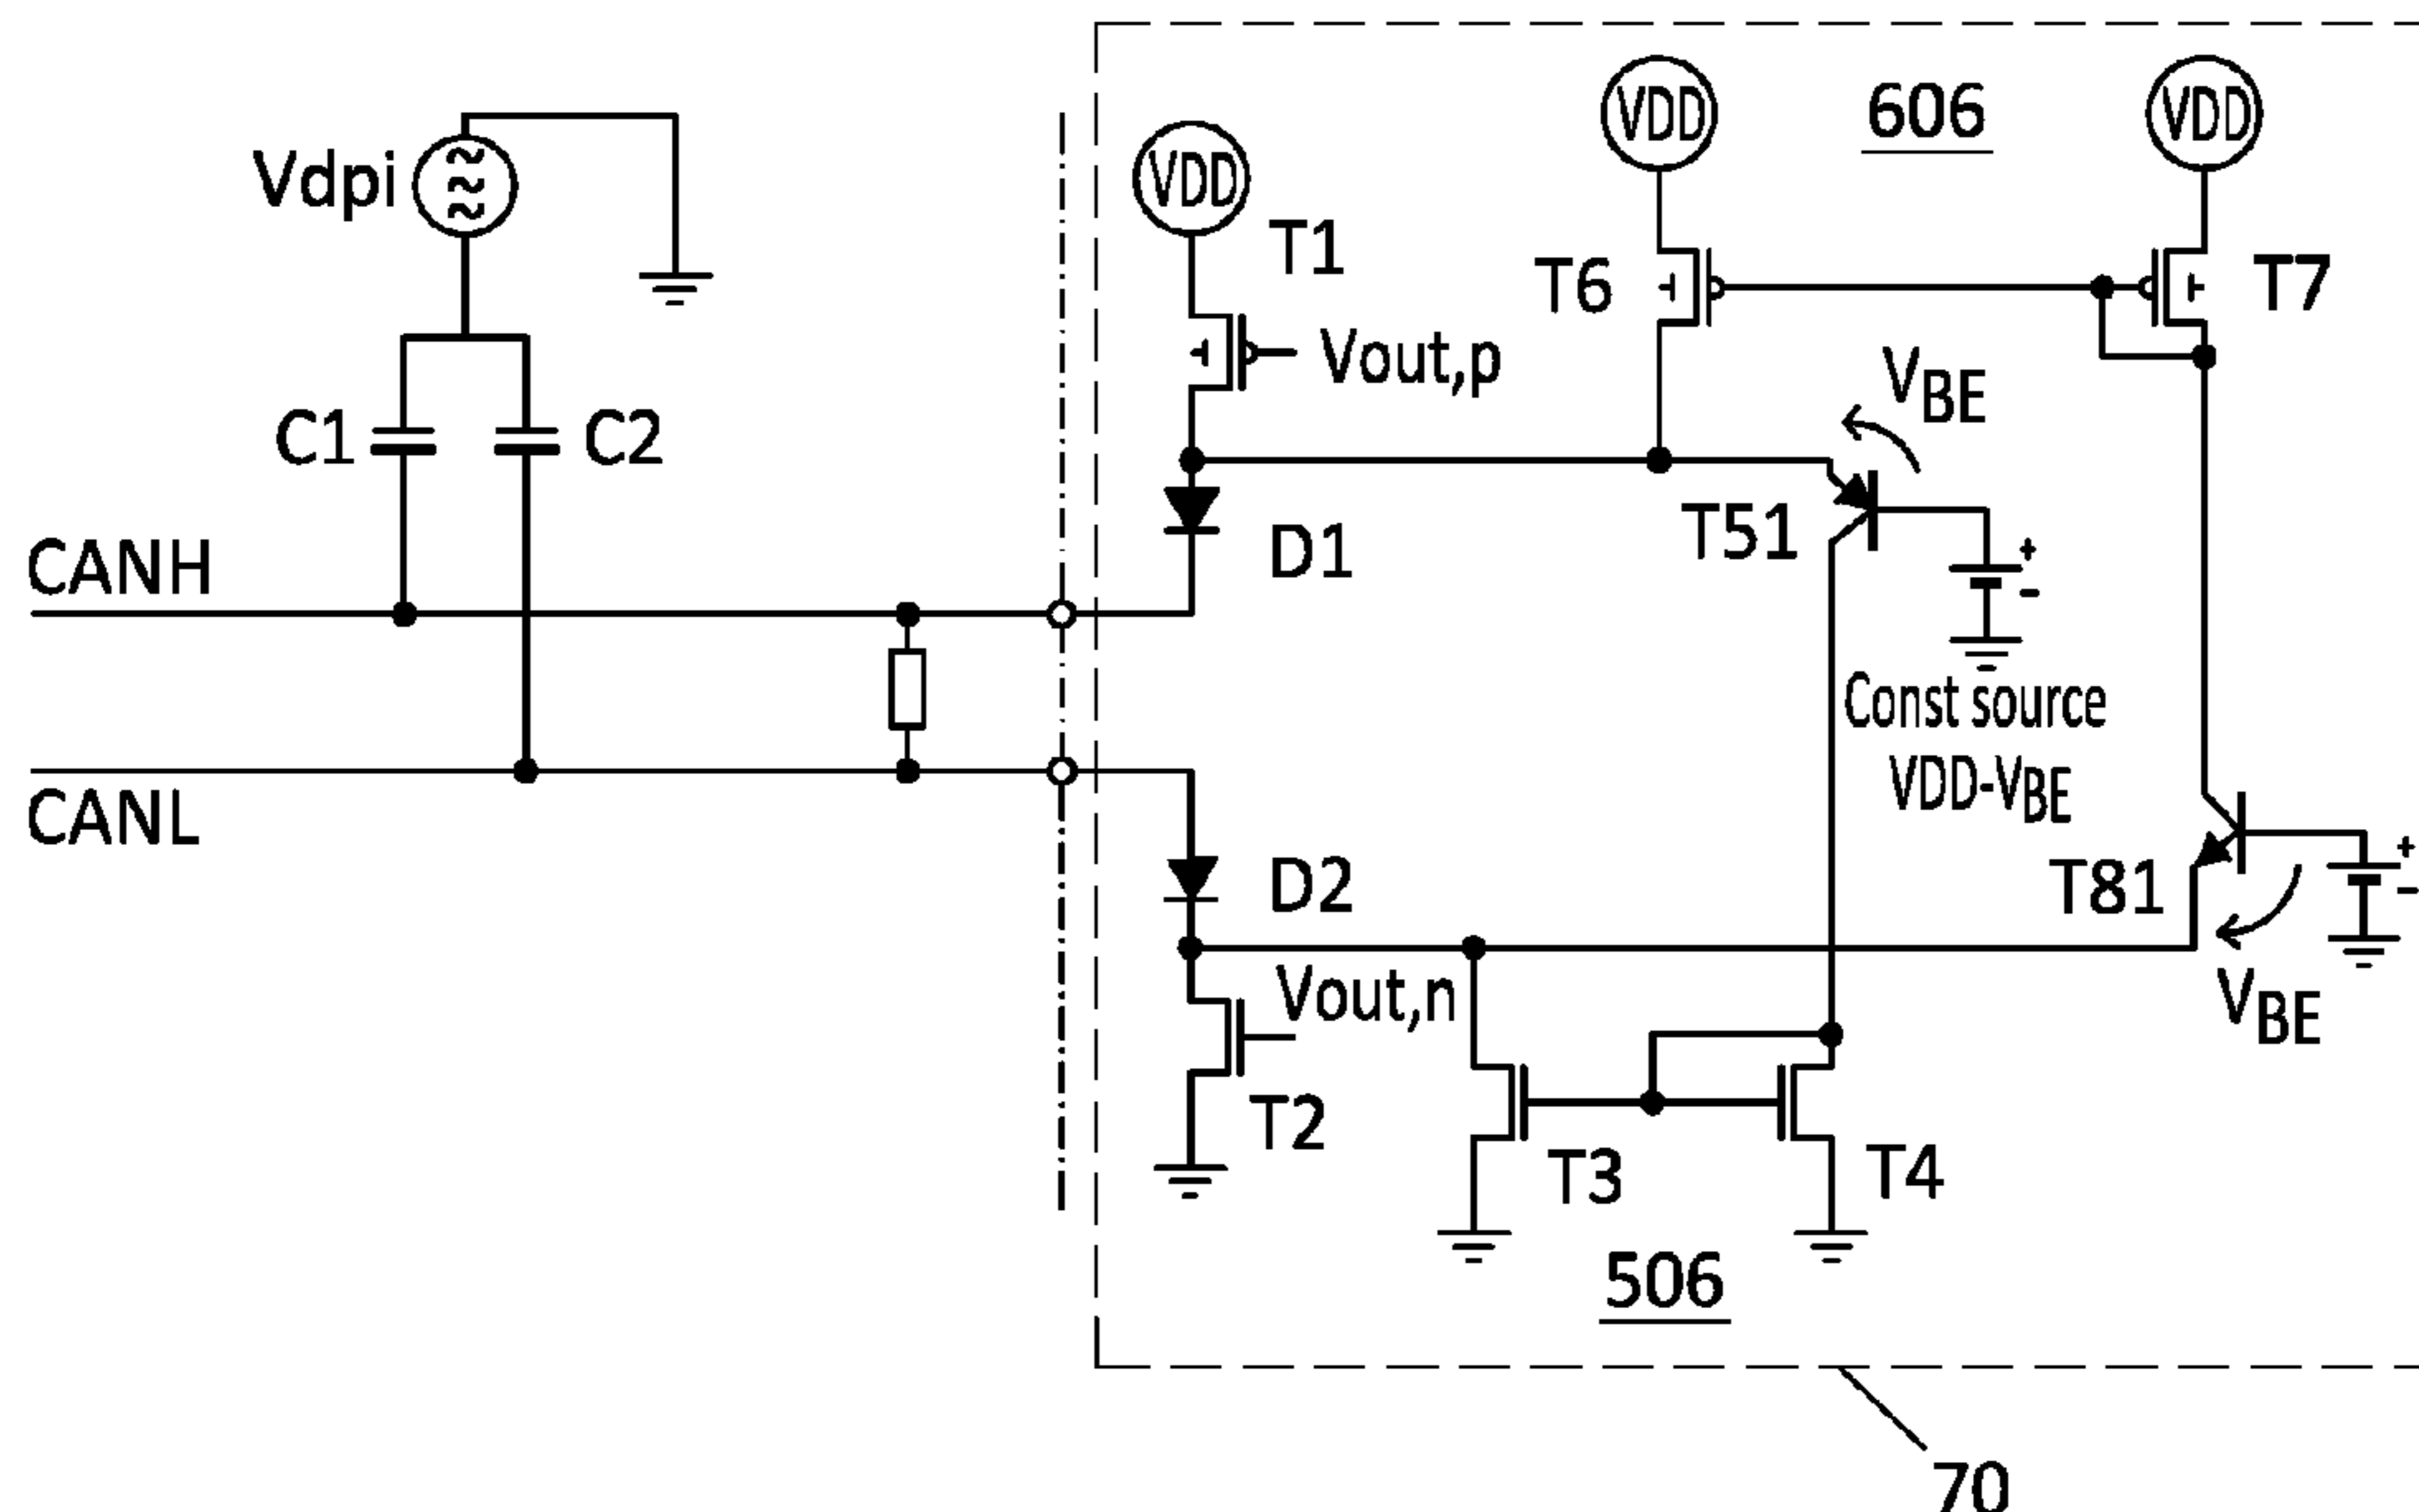 VDD
606
VDD
VDD
Vdpi
T1
T6
T7
Vout,p
VBE
C1
C2
T51
D1
+
-
CANH
Const source
VDD-VBE
CANL
D2
T81
+
-
Vout,n
VBE
T2
T3
T4
506
70